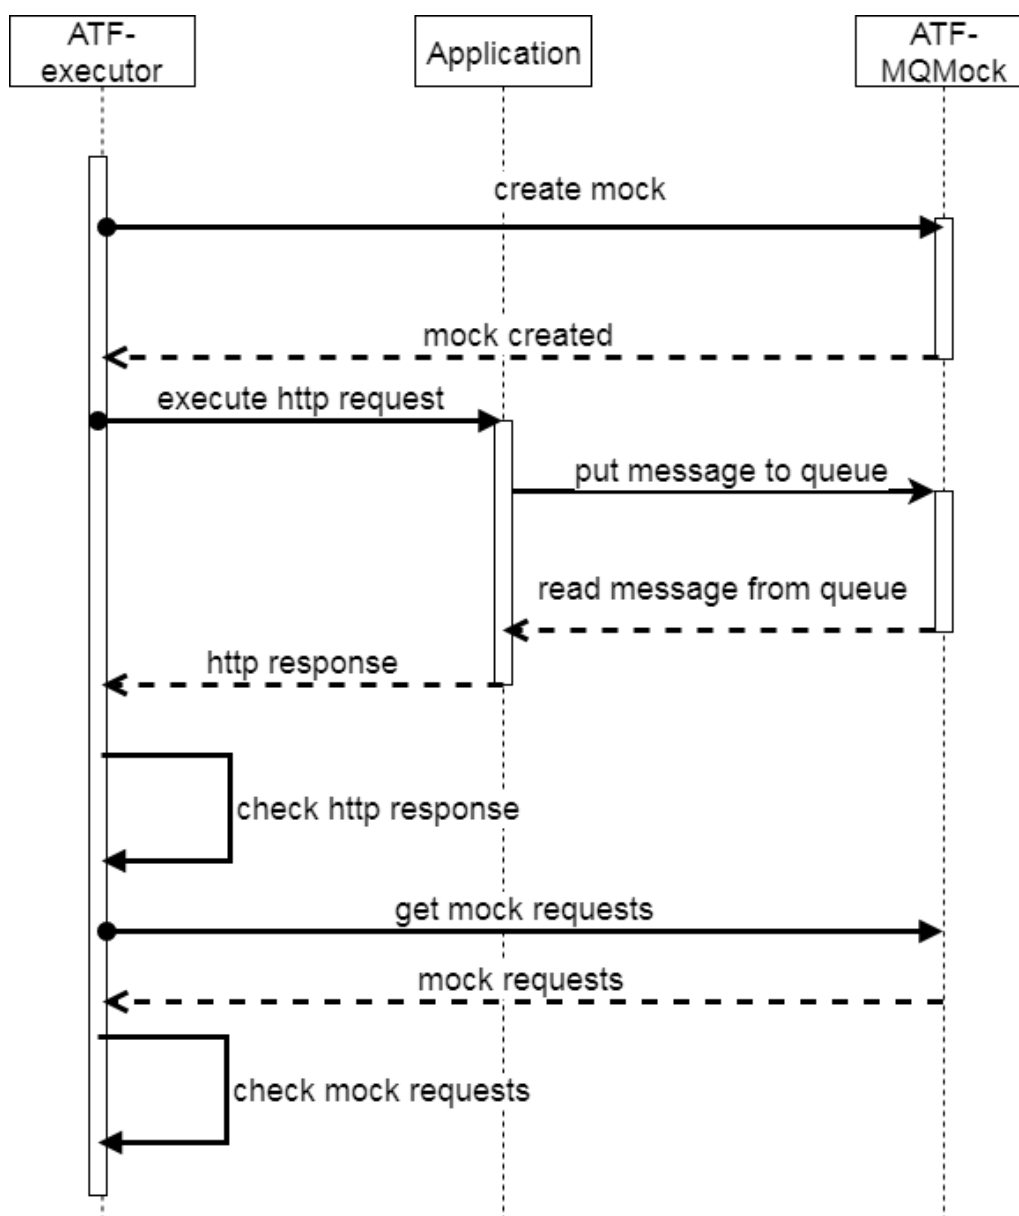 ATF-
executor
Application
ATF-
MQMock
create mock
mock created
execute http request
put message to queue
read message from queue
http response
check http response
get mock requests
mock requests
check mock requests